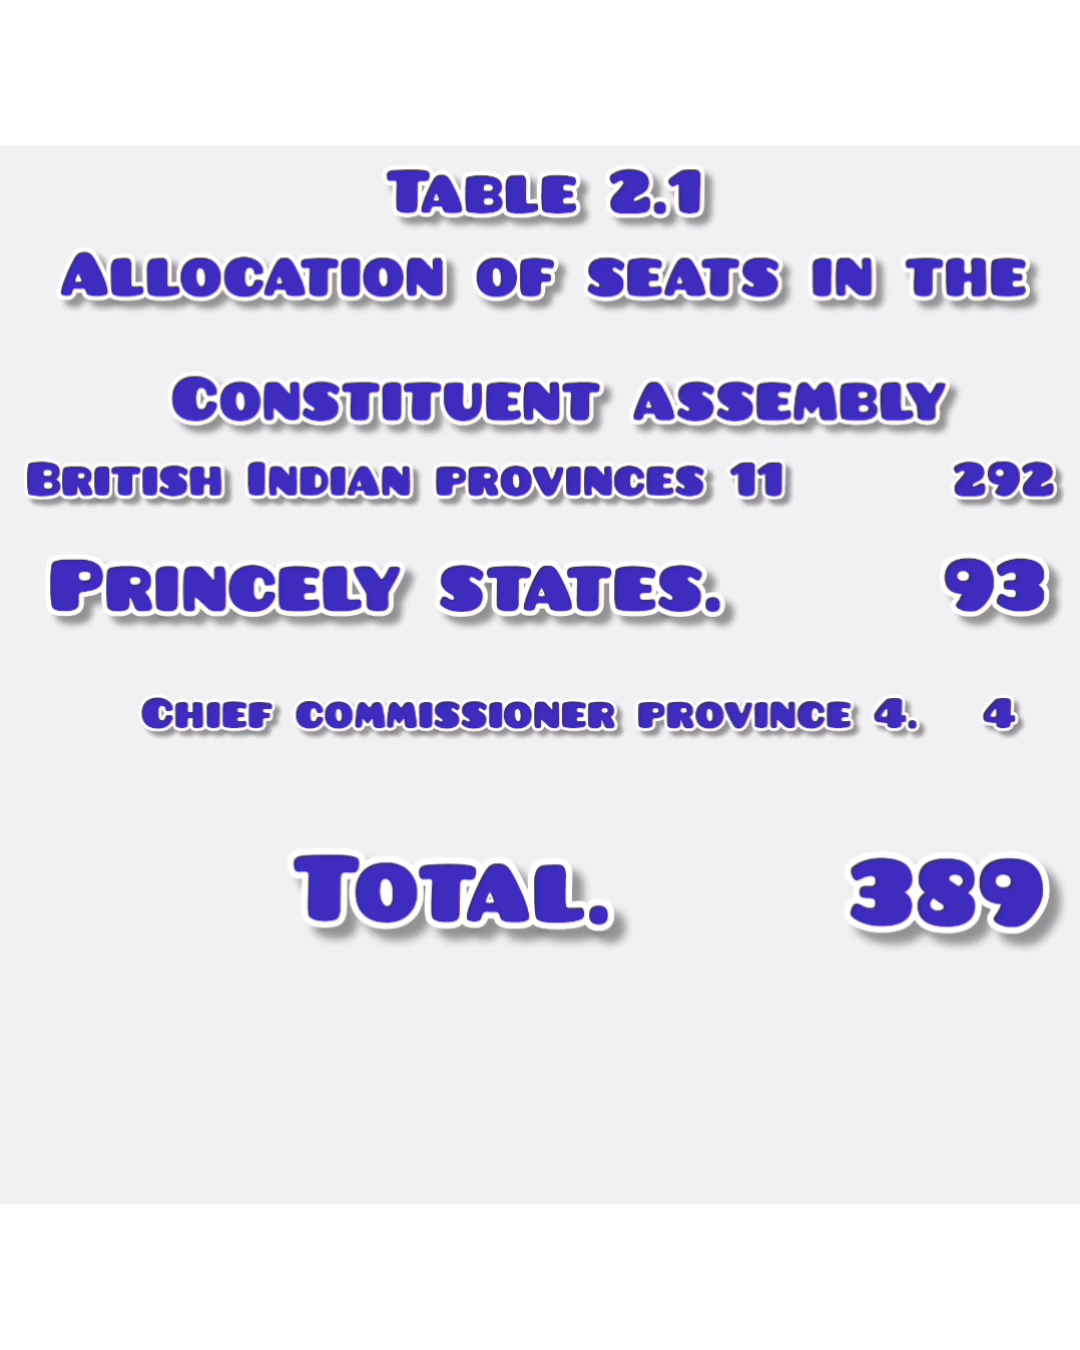 Table 2.1
Allocation of seats in the
Constituent assembly
British Indian provinces 11 292
Princely states. 93
Chief commissioner province 4. 4
Total. 389